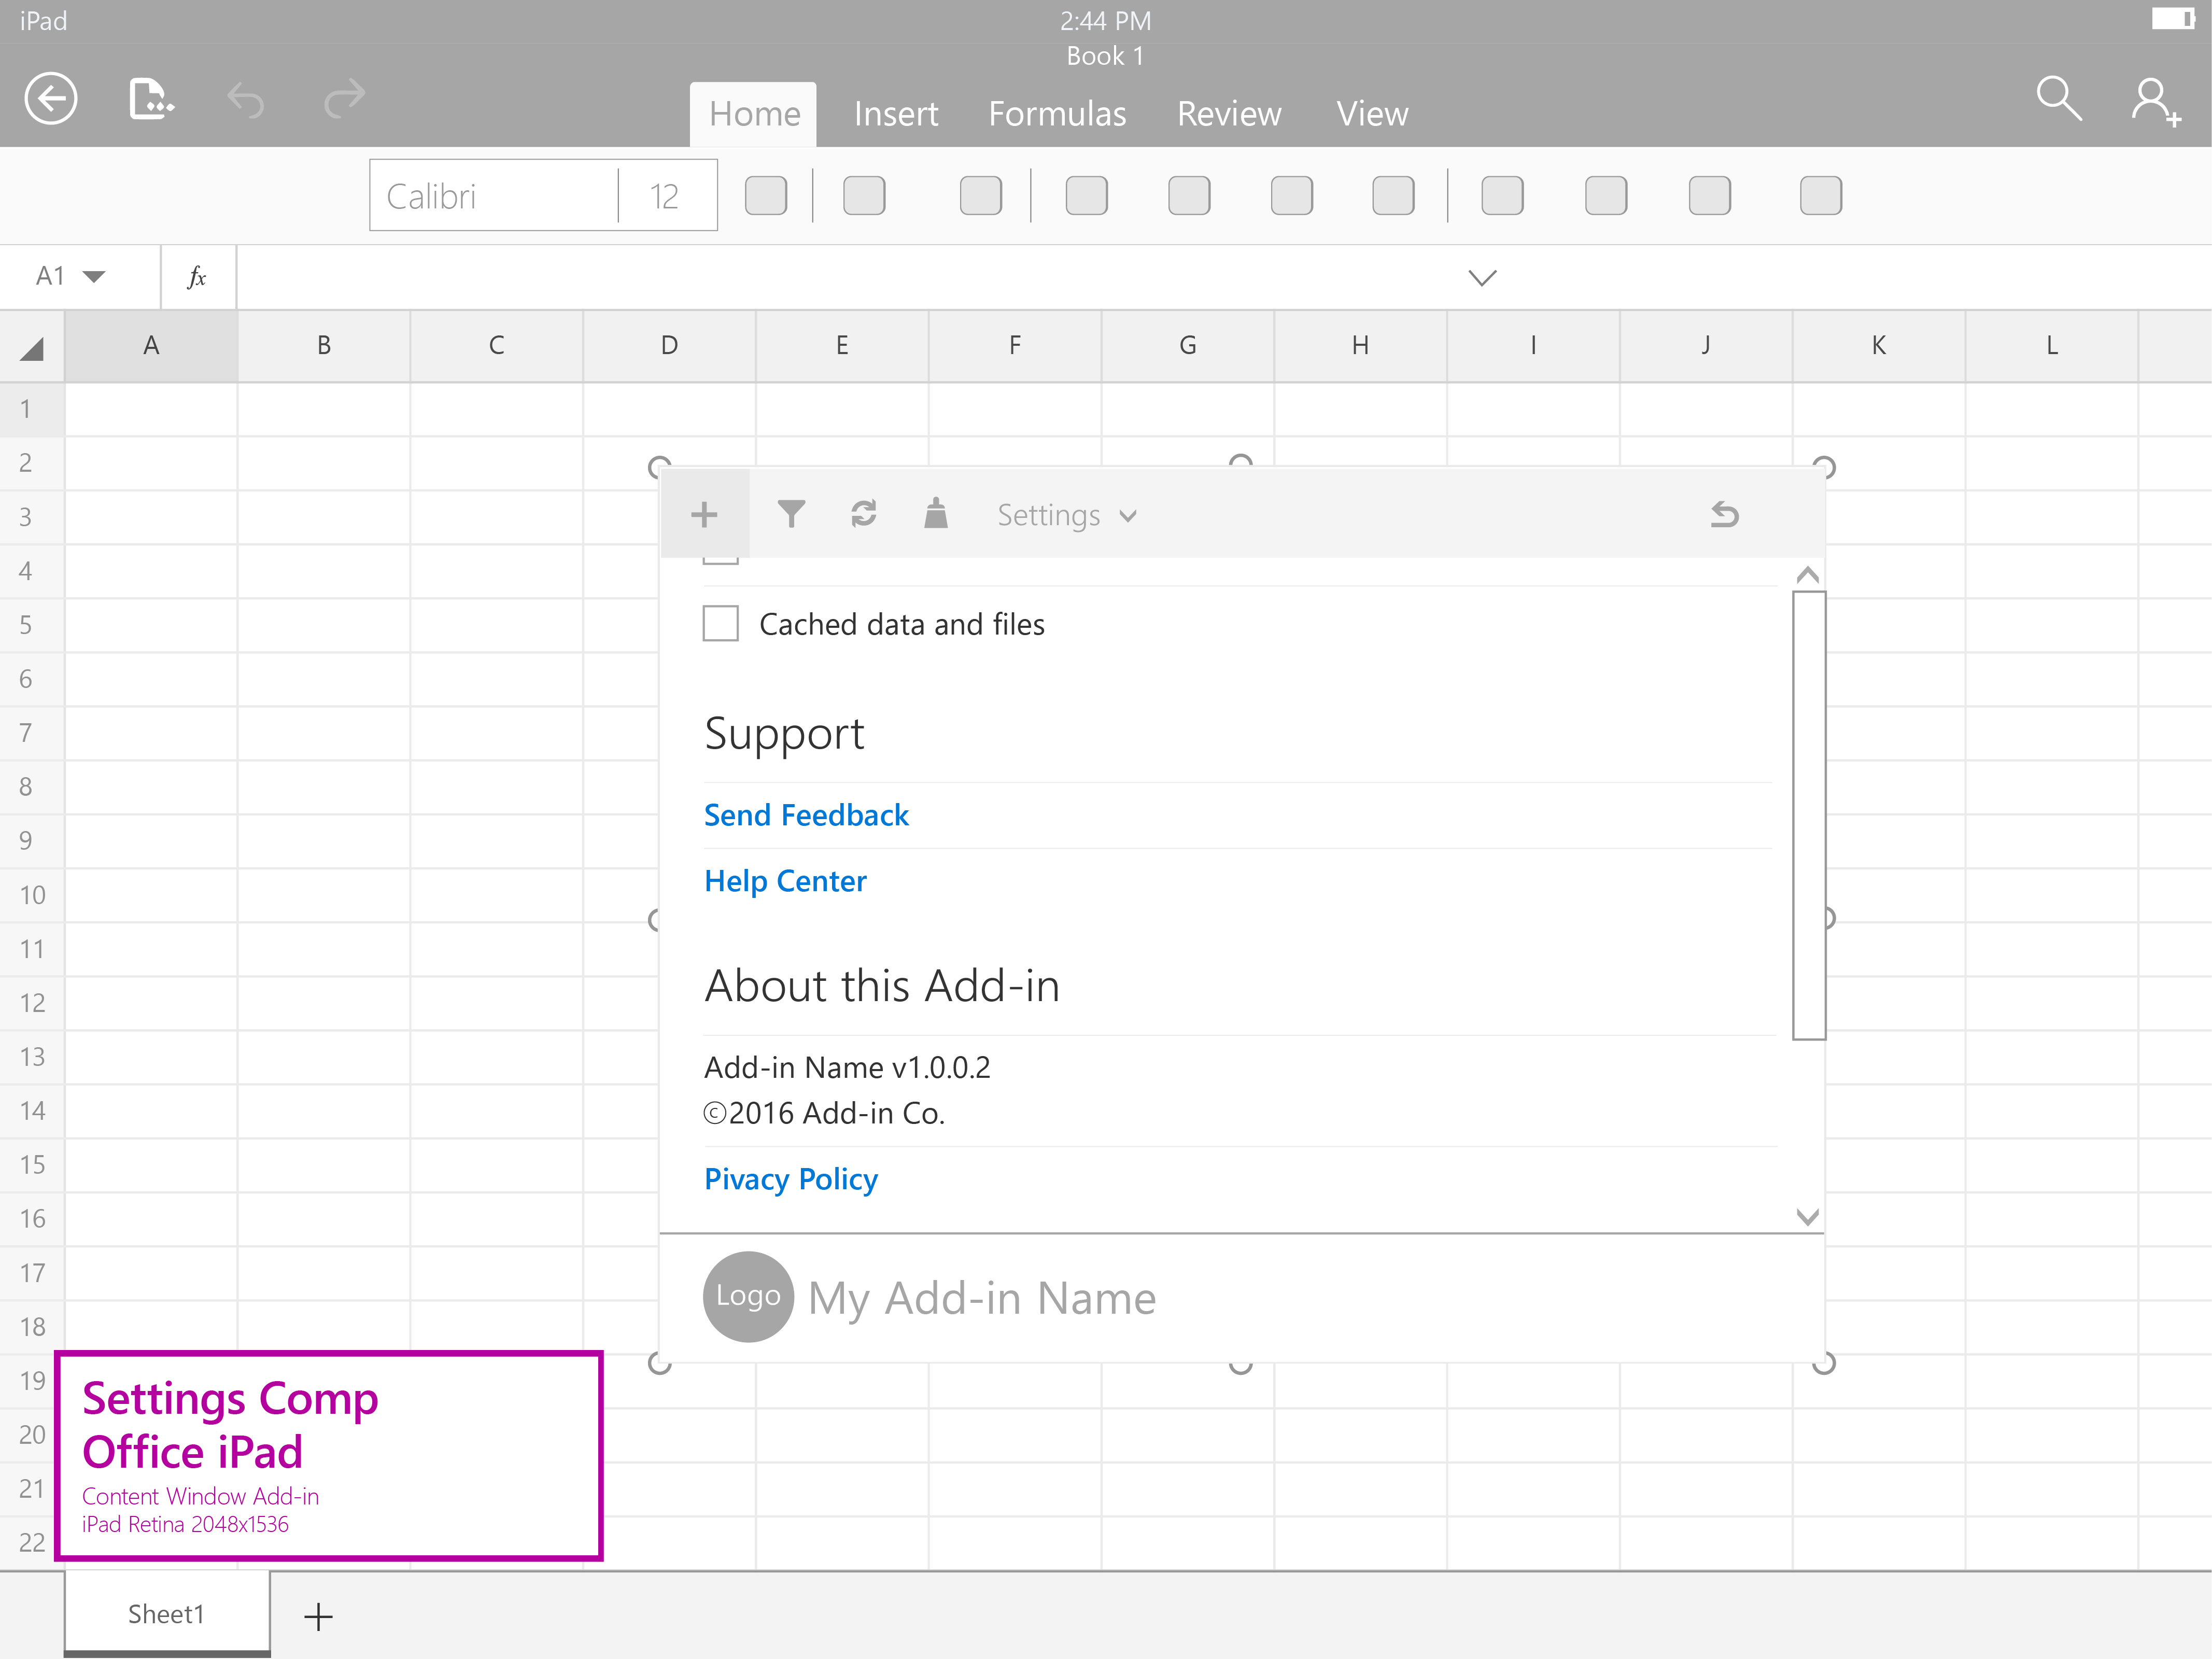 iPad
2:44 PM
Book 1
Home Insert Formulas Review View
Calibri 12
A1 fx
A B C D E F G H I J K L
1
2
3
Settings
4
5
Cached data and files
6
7
Support
8
Send Feedback
9
10
Help Center
11
12
About this Add-in
13
Add-in Name v1.0.0.2
14
©2016 Add-in Co.
15
Pivacy Policy
16
17
Logo My Add-in Name
18
19
Settings Comp
20
Office iPad
21
Content Window Add-in
iPad Retina 2048x1536
22
Sheet1